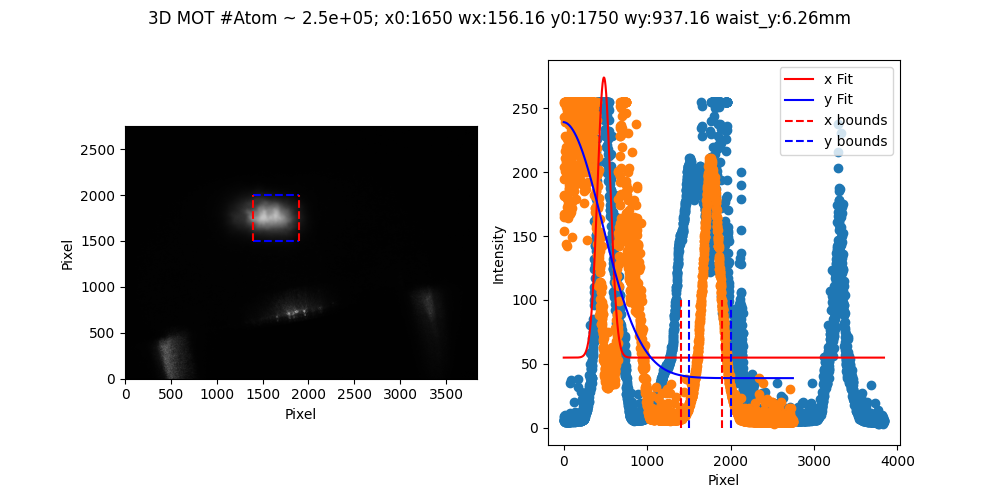 3D MOT #Atom ~ 2.5e+05; x0:1650 wx:156.16 y0:1750 wy:937.16 waist_y:6.26mm
2500
2000
1500
1000
500
0
Pixel
0 500 1000 1500 2000 2500 3000 3500
Pixel
250
200
150
100
50
0
Intensity
x Fit
y Fit
x bounds
y bounds
0 1000 2000 3000 4000
Pixel